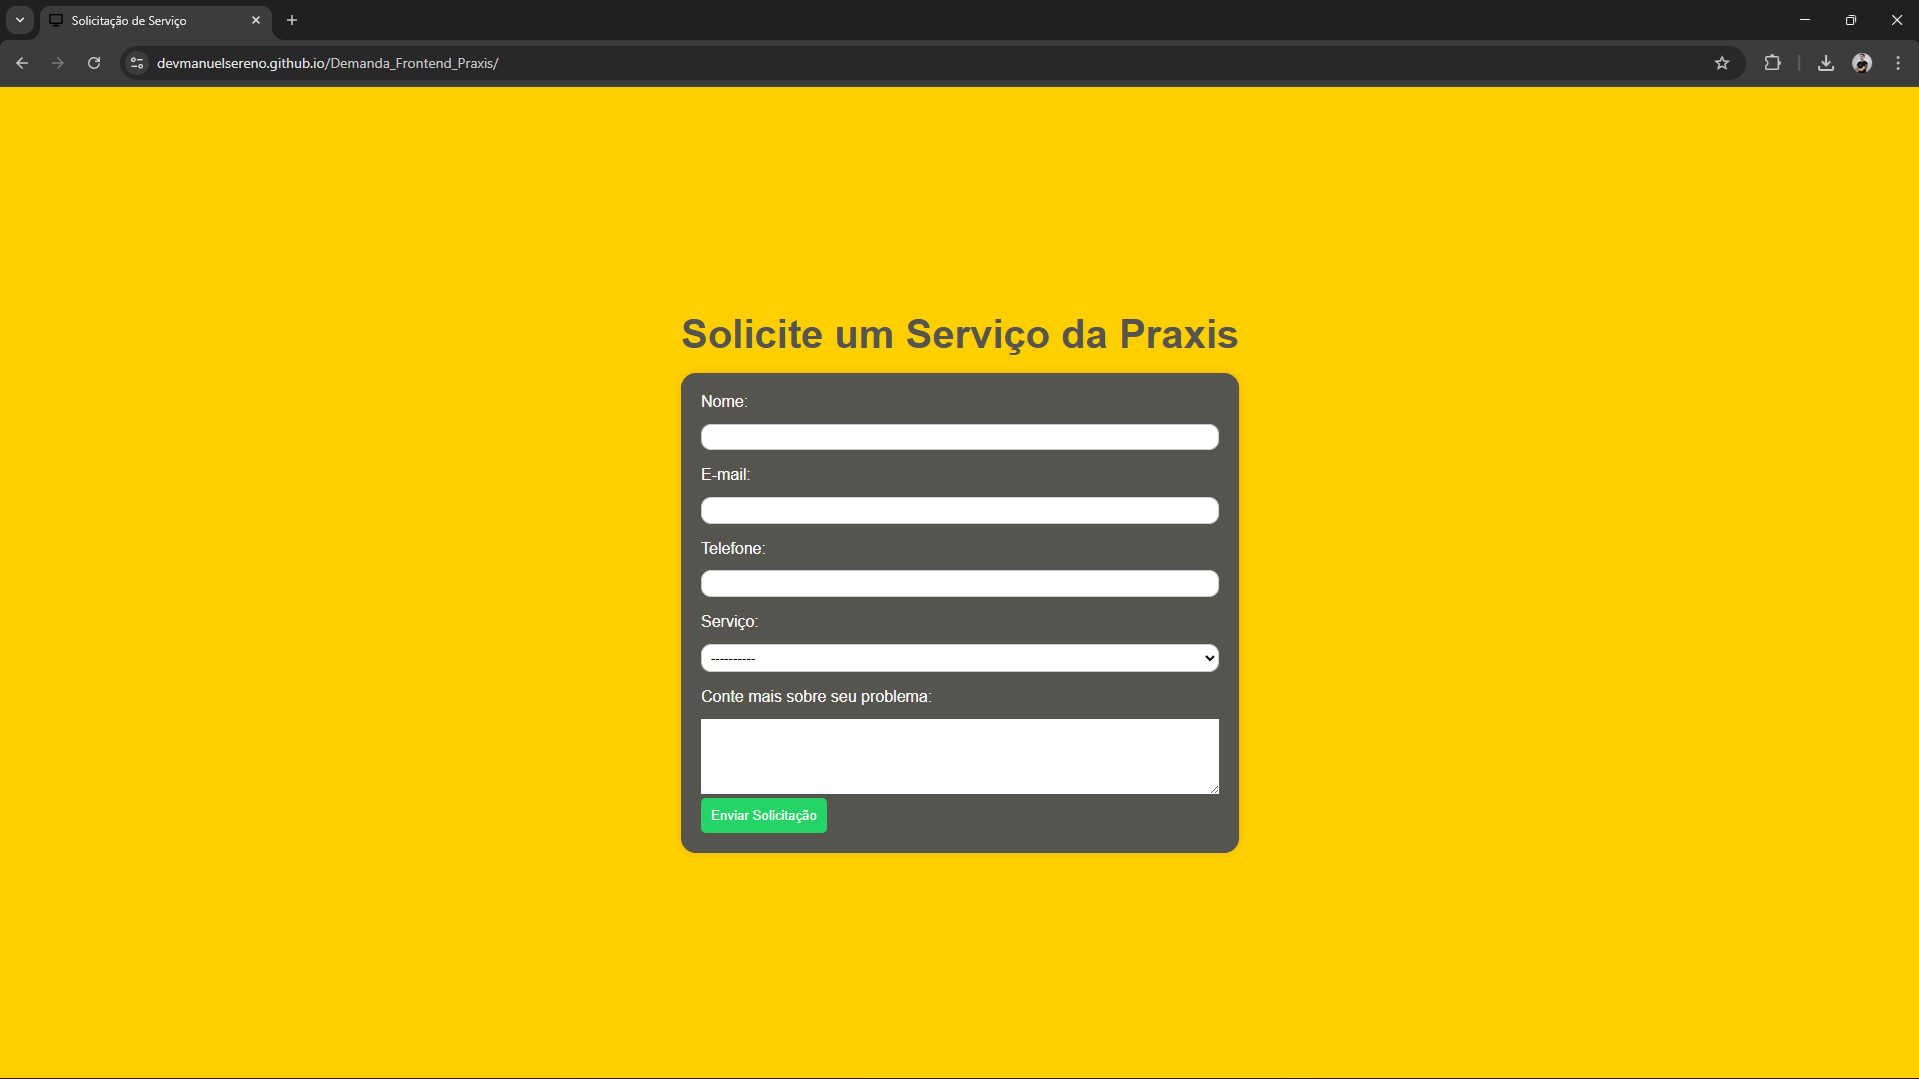 Solicitação de Serviço
devmanuelsereno.github.io/Demanda_Frontend_Praxis/
Solicite um Serviço da Praxis
Nome:
E-mail:
Telefone:
Serviço:
----------
Conte mais sobre seu problema:
Enviar Solicitação